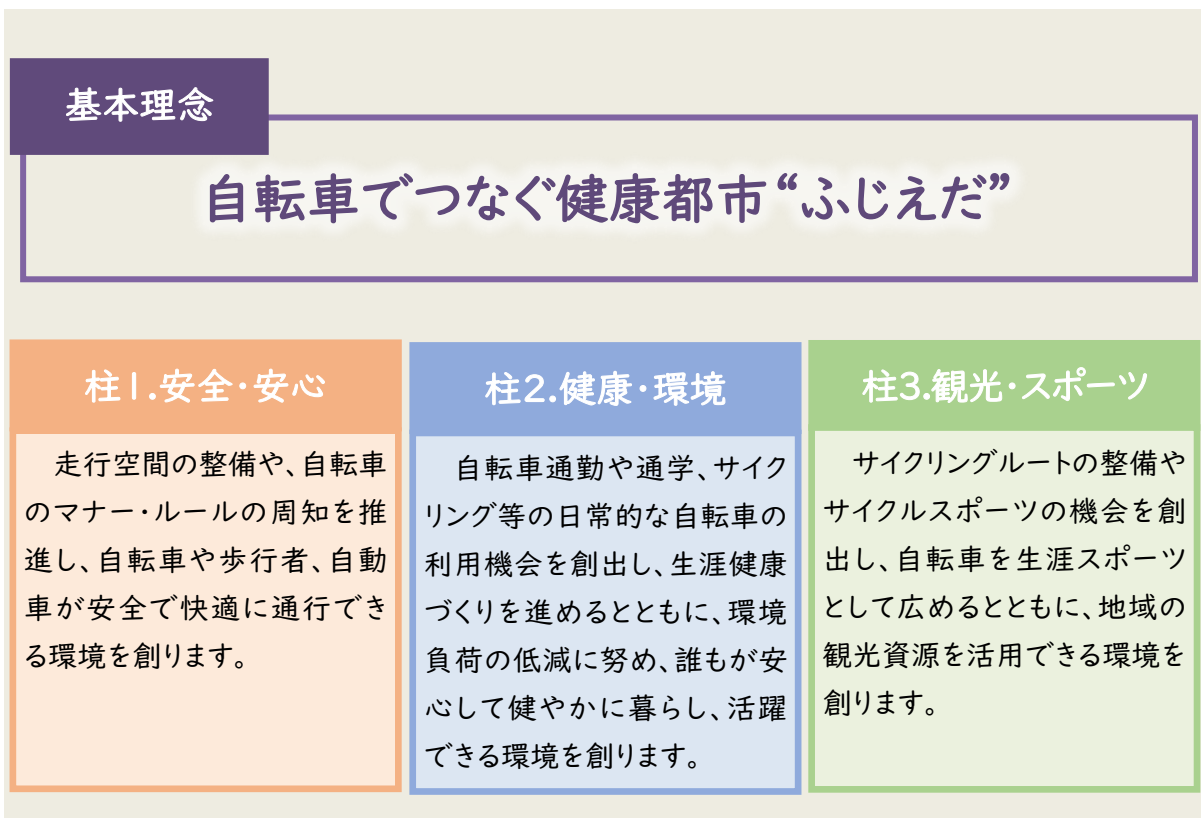 基本理念
自転車でつなぐ健康都市“ふじえだ”
柱1.安全・安心
走行空間の整備や、自転車
のマナー・ルールの周知を推
進し、自転車や歩行者、自動
車が安全で快適に通行でき
る環境を創ります。
柱2.健康・環境
自転車通勤や通学、サイク
リング等の日常的な自転車の
利用機会を創出し、生涯健康
づくりを進めるとともに、環境
負荷の低減に努め、誰もが安
心して健やかに暮らし、活躍
できる環境を創ります。
柱3.観光・スポーツ
サイクリングルートの整備や
サイクルスポーツの機会を創
出し、自転車を生涯スポーツ
として広めるとともに、地域の
観光資源を活用できる環境を
創ります。